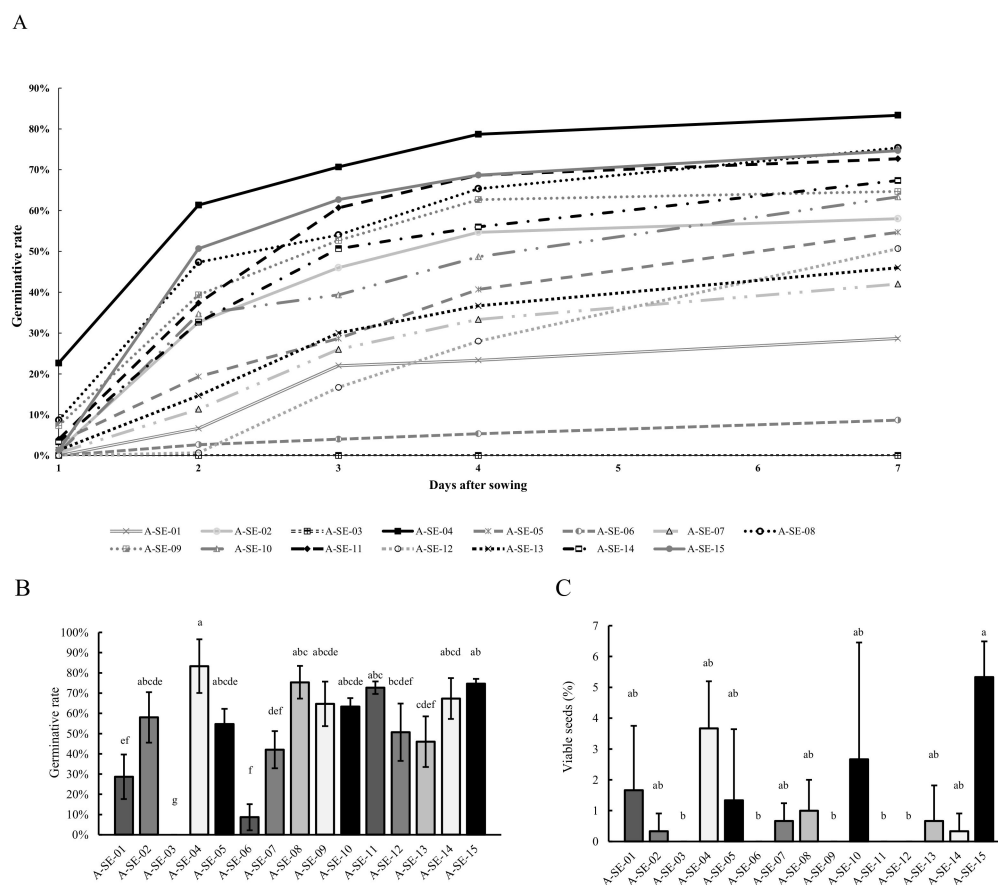 A
90%
80%
70%
60%
50%
40%
30%
20%
10%
0%
Germinative rate
1 2 3 4 5 6 7
Days after sowing
A-SE-01 A-SE-02 A-SE-03 A-SE-04 A-SE-05 A-SE-06 A-SE-07 A-SE-08
A-SE-09 A-SE-10 A-SE-11 A-SE-12 A-SE-13 A-SE-14 A-SE-15
B
100%
90%
80%
70%
60%
50%
40%
30%
20%
10%
0%
Germinative rate
ef abcde g a abcde f def abc abcde abcde abc bcdef cdef abcd ab
A-SE-01 A-SE-02 A-SE-03 A-SE-04 A-SE-05 A-SE-06 A-SE-07 A-SE-08 A-SE-09 A-SE-10 A-SE-11 A-SE-12 A-SE-13 A-SE-14 A-SE-15
C
7
6
5
4
3
2
1
0
Viable seeds (%)
ab ab b ab ab b ab ab b ab b b ab ab a
A-SE-01 A-SE-02 A-SE-03 A-SE-04 A-SE-05 A-SE-06 A-SE-07 A-SE-08 A-SE-09 A-SE-10 A-SE-11 A-SE-12 A-SE-13 A-SE-14 A-SE-15